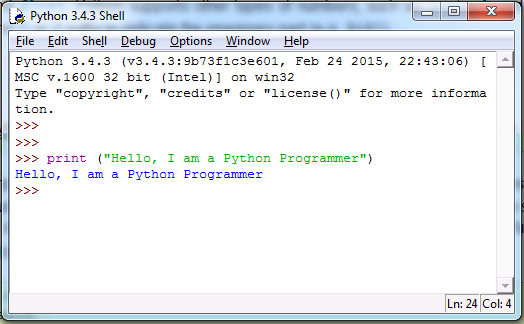 Python 3.4.3 Shell
File Edit Shell Debug Options Window Help
Python 3.4.3 (v3.4.3:9b73f1c3e601, Feb 24 2015, 22:43:06) [
MSC v.1600 32 bit (Intel)] on win32
Type "copyright", "credits" or "license()" for more informa
tion.
>>>
>>>
>>> print ("Hello, I am a Python Programmer")
Hello, I am a Python Programmer
>>>
Ln: 24 Col: 4